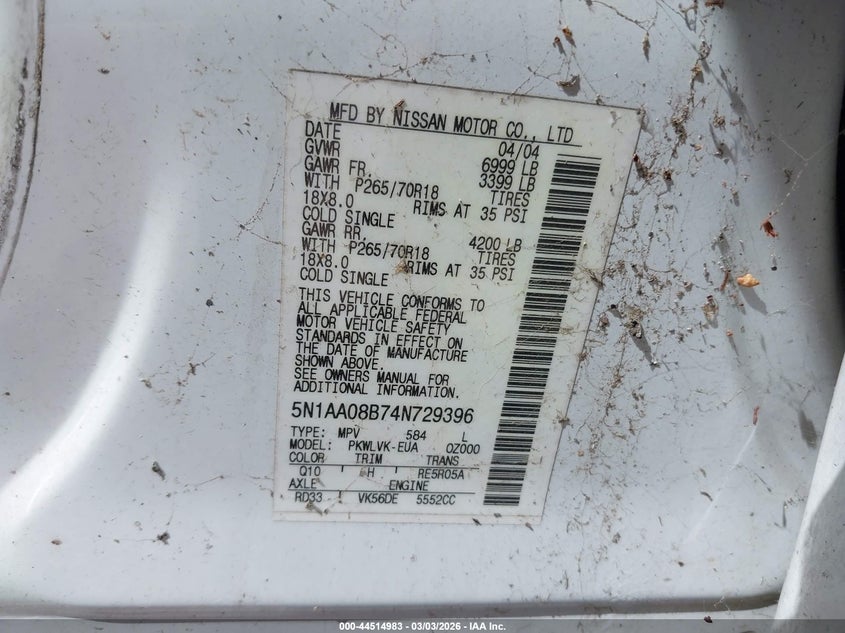 MFD BY NISSAN MOTOR CO., LTD
DATE 04/04
GVWR 6999 LB
GAWR FR. 3399 LB
WITH P265/70R18 TIRES
18X8.0 RIMS AT 35 PSI
COLD SINGLE
GAWR RR. 4200 LB
WITH P265/70R18 TIRES
18X8.0 RIMS AT 35 PSI
COLD SINGLE
THIS VEHICLE CONFORMS TO
ALL APPLICABLE FEDERAL
MOTOR VEHICLE SAFETY
STANDARDS IN EFFECT ON
THE DATE OF MANUFACTURE
SHOWN ABOVE.
SEE OWNERS MANUAL FOR
ADDITIONAL INFORMATION.
5N1AA08B74N729396
TYPE: MPV 584 L
MODEL: PKWLVK-EUA 0Z000
COLOR TRIM TRANS
Q10 H RE5R05A
AXLE ENGINE
RD33 VK56DE 5552CC
000-44514983 - 03/03/2026 - IAA Inc.